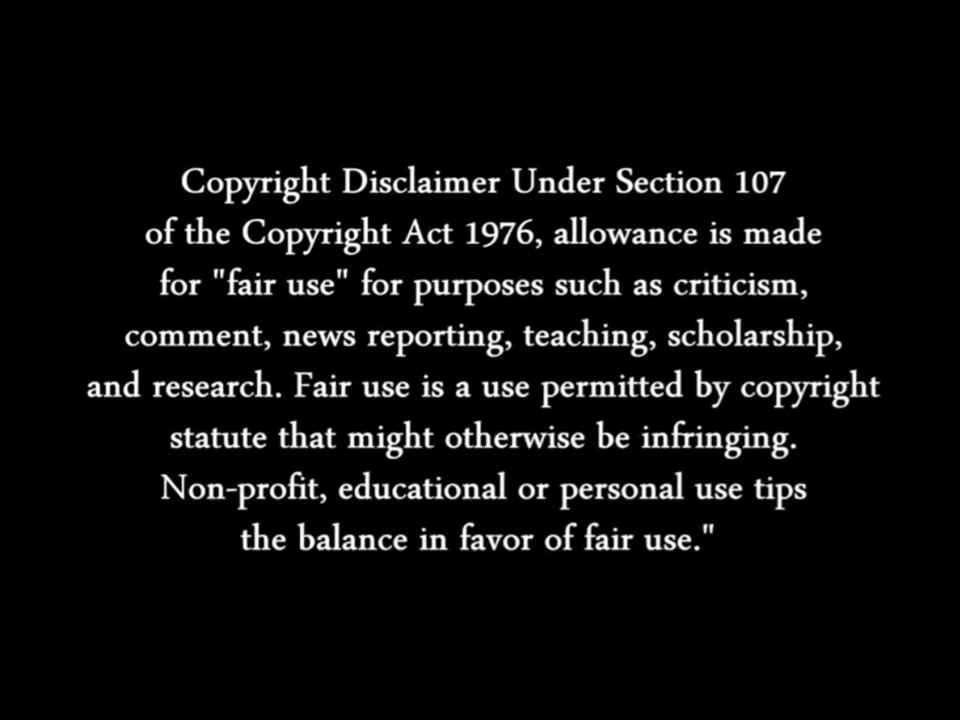 Copyright Disclaimer Under Section 107
of the Copyright Act 1976, allowance is made
for "fair use" for purposes such as criticism,
comment, news reporting, teaching, scholarship,
and research. Fair use is a use permitted by copyright
statute that might otherwise be infringing.
Non-profit, educational or personal use tips
the balance in favor of fair use."